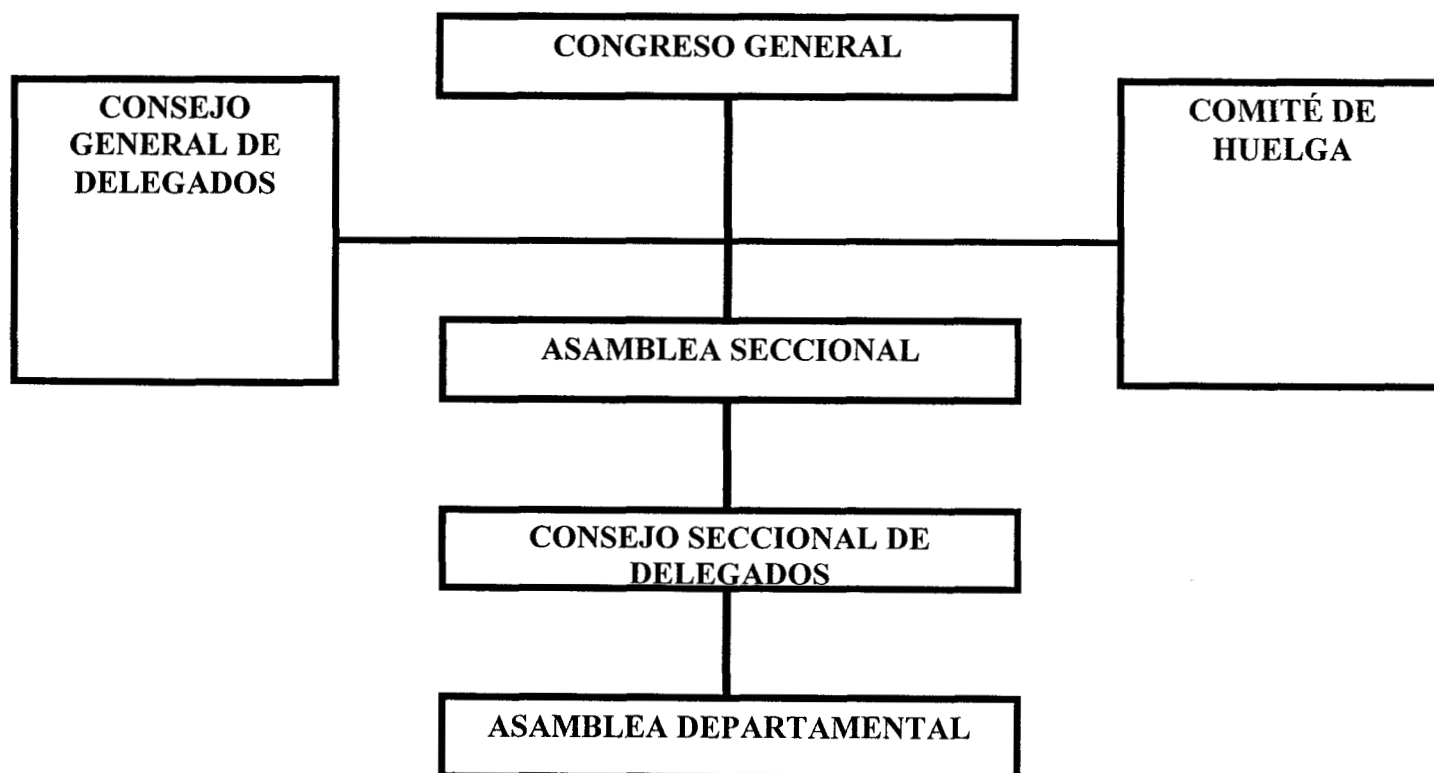 CONGRESO GENERAL
CONSEJO
GENERAL DE
DELEGADOS
COMITÉ DE
HUELGA
ASAMBLEA SECCIONAL
CONSEJO SECCIONAL DE
DELEGADOS
ASAMBLEA DEPARTAMENTAL